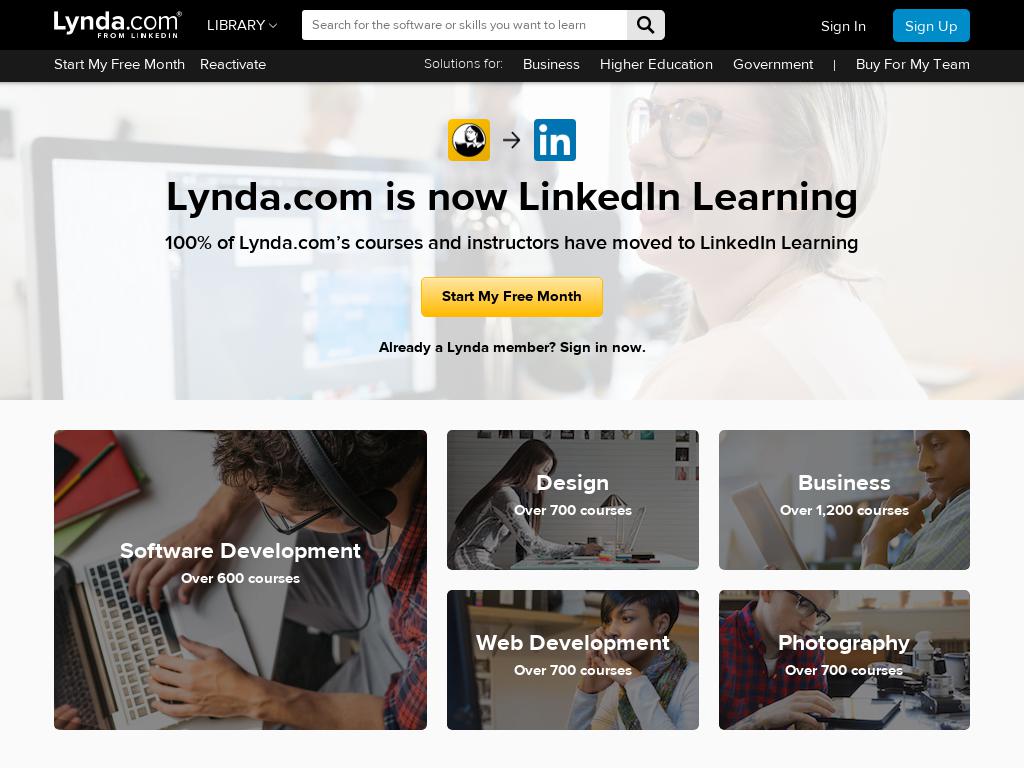 Lynda.com®
FROM LINKEDIN
LIBRARY
Search for the software or skills you want to learn
Sign In
Sign Up
Start My Free Month
Reactivate
Solutions for:
Business
Higher Education
Government
|
Buy For My Team
in
Lynda.com is now LinkedIn Learning
100% of Lynda.com’s courses and instructors have moved to LinkedIn Learning
Start My Free Month
Already a Lynda member? Sign in now.
Software Development
Over 600 courses
Design
Over 700 courses
Business
Over 1,200 courses
Web Development
Over 700 courses
Photography
Over 700 courses